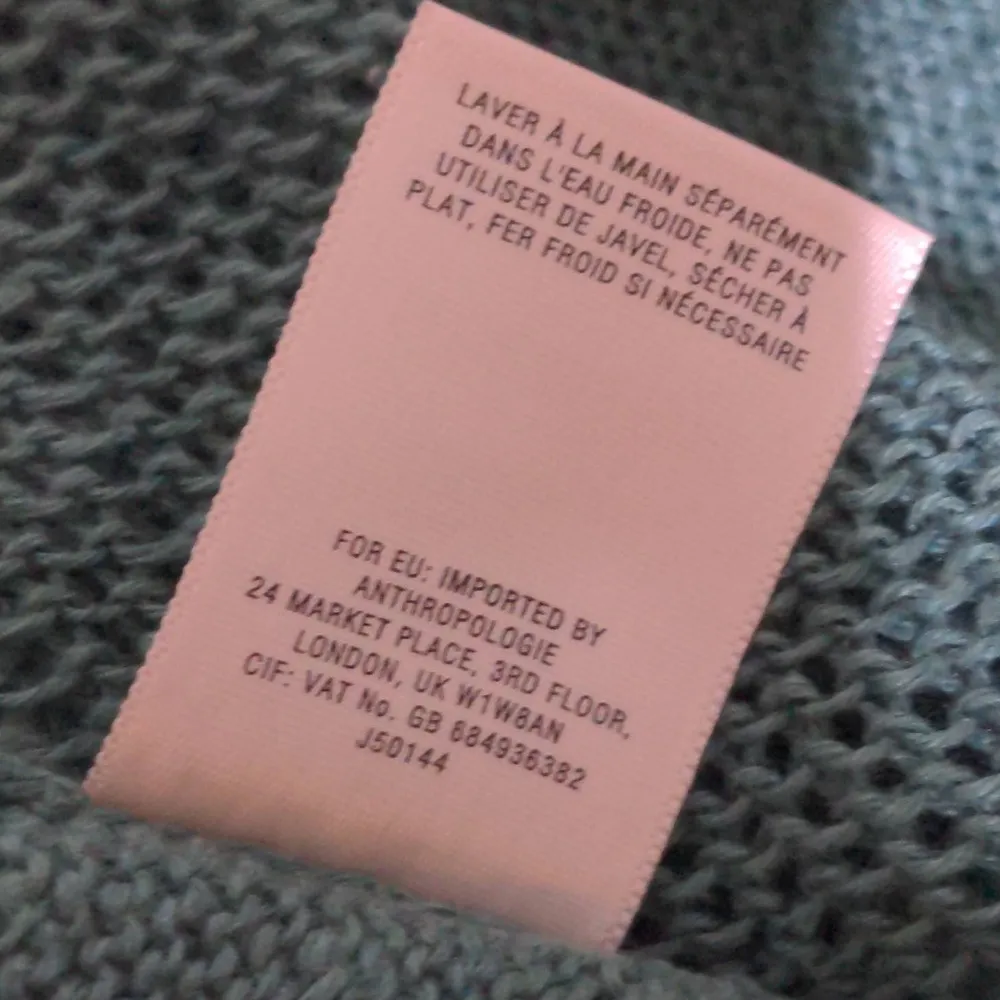 LAVER À LA MAIN SÉPARÉMENT
DANS L'EAU FROIDE, NE PAS
UTILISER DE JAVEL, SÉCHER À
PLAT, FER FROID SI NÉCESSAIRE
FOR EU: IMPORTED BY
ANTHROPOLOGIE
24 MARKET PLACE, 3RD FLOOR,
LONDON, UK W1W8AN
CIF: VAT No. GB 684936382
J50144